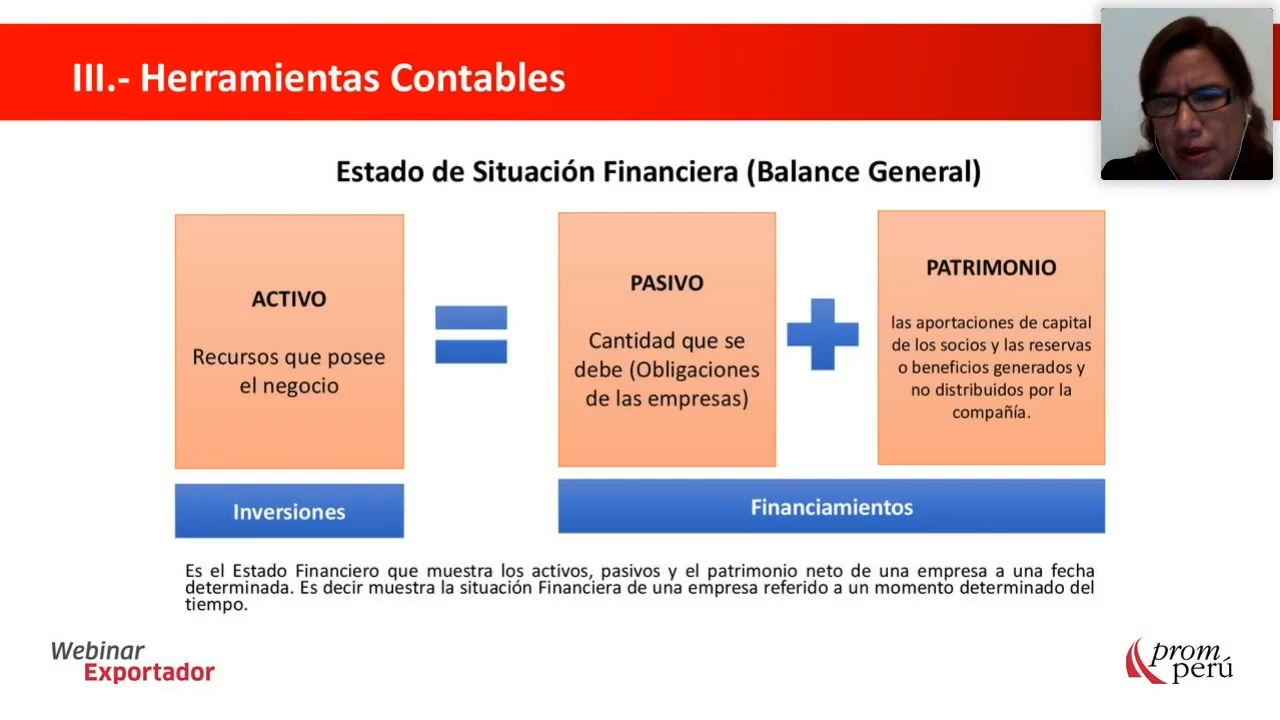 III.- Herramientas Contables
Estado de Situación Financiera (Balance General)
ACTIVO
Recursos que posee
el negocio
PASIVO
Cantidad que se
debe (Obligaciones
de las empresas)
PATRIMONIO
las aportaciones de capital
de los socios y las reservas
o beneficios generados y
no distribuidos por la
compañía.
Inversiones
Financiamientos
Es el Estado Financiero que muestra los activos, pasivos y el patrimonio neto de una empresa a una fecha
determinada. Es decir muestra la situación Financiera de una empresa referido a un momento determinado del
tiempo.
Webinar
Exportador
prom
perú